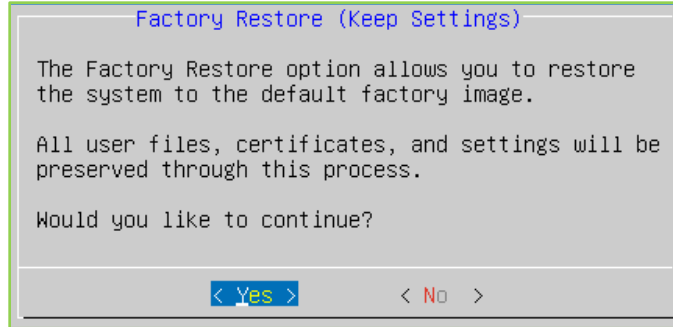 Factory Restore (Keep Settings)
The Factory Restore option allows you to restore
the system to the default factory image.
All user files, certificates, and settings will be
preserved through this process.
Would you like to continue?
< Yes > < No >